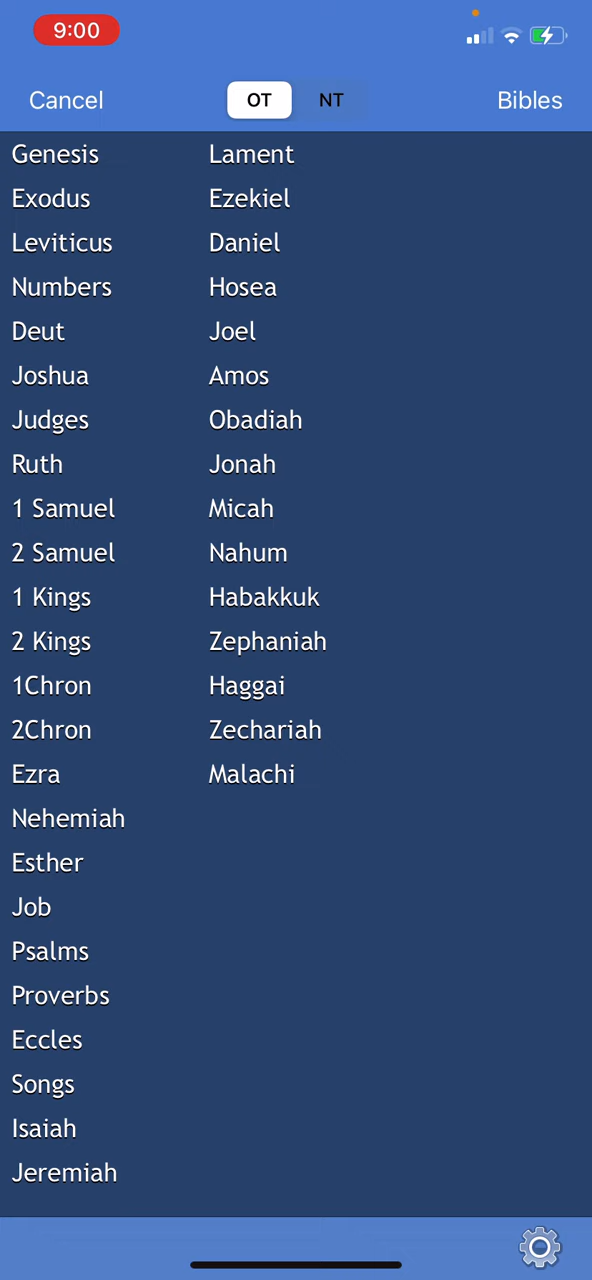 9:00
Cancel OT NT Bibles
Genesis
Exodus
Leviticus
Numbers
Deut
Joshua
Judges
Ruth
1 Samuel
2 Samuel
1 Kings
2 Kings
1Chron
2Chron
Ezra
Nehemiah
Esther
Job
Psalms
Proverbs
Eccles
Songs
Isaiah
Jeremiah
Lament
Ezekiel
Daniel
Hosea
Joel
Amos
Obadiah
Jonah
Micah
Nahum
Habakkuk
Zephaniah
Haggai
Zechariah
Malachi